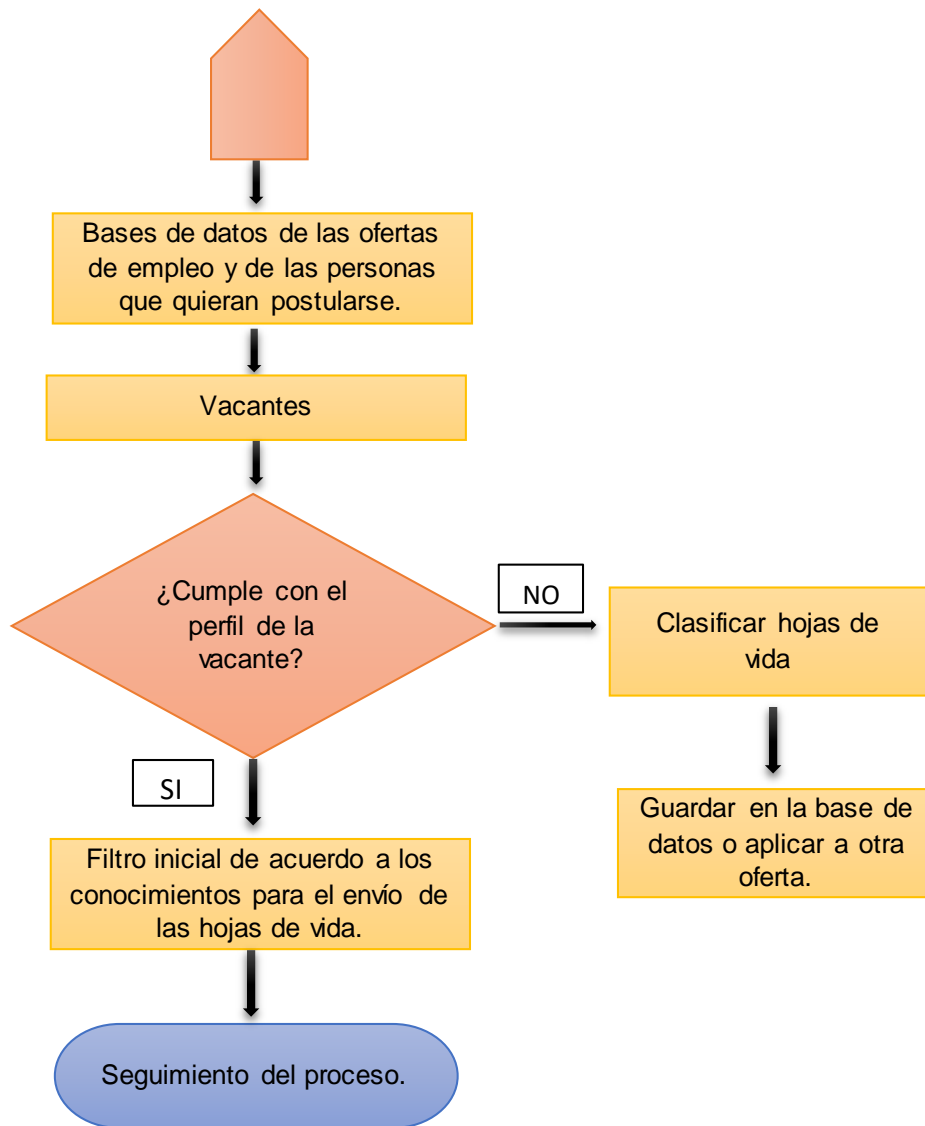 Bases de datos de las ofertas
de empleo y de las personas
que quieran postularse.
Vacantes
¿Cumple con el
perfil de la
vacante?
NO
Clasificar hojas de
vida
SI
Guardar en la base de
datos o aplicar a otra
oferta.
Filtro inicial de acuerdo a los
conocimientos para el envío de
las hojas de vida.
Seguimiento del proceso.